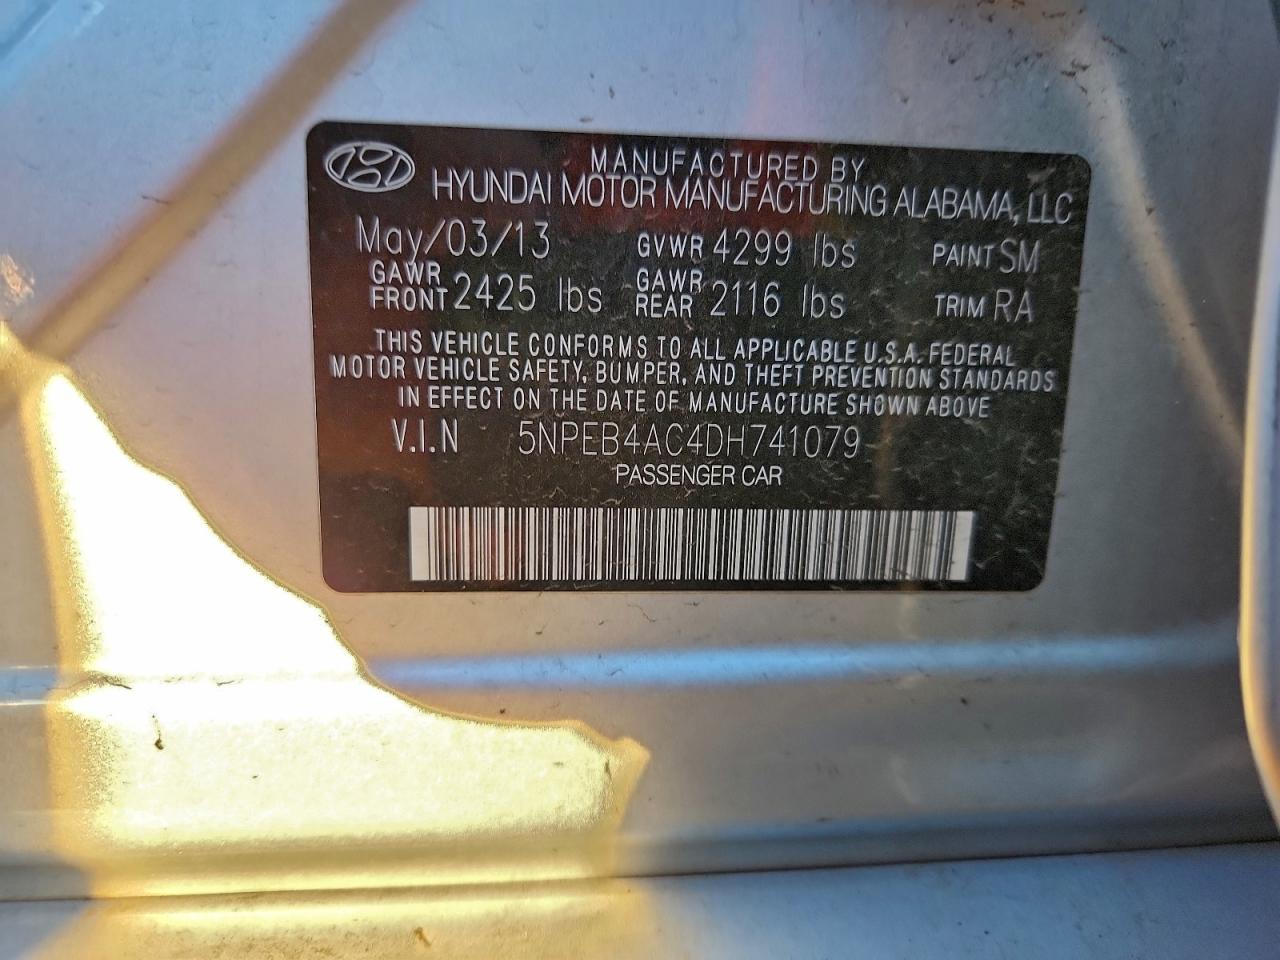 MANUFACTURED BY
HYUNDAI MOTOR MANUFACTURING ALABAMA, LLC
May/03/13 GVWR 4299 lbs PAINT SM
GAWR FRONT 2425 lbs GAWR REAR 2116 lbs TRIM RA
THIS VEHICLE CONFORMS TO ALL APPLICABLE U.S.A. FEDERAL
MOTOR VEHICLE SAFETY, BUMPER, AND THEFT PREVENTION STANDARDS
IN EFFECT ON THE DATE OF MANUFACTURE SHOWN ABOVE
V.I.N 5NPEB4AC4DH741079
PASSENGER CAR